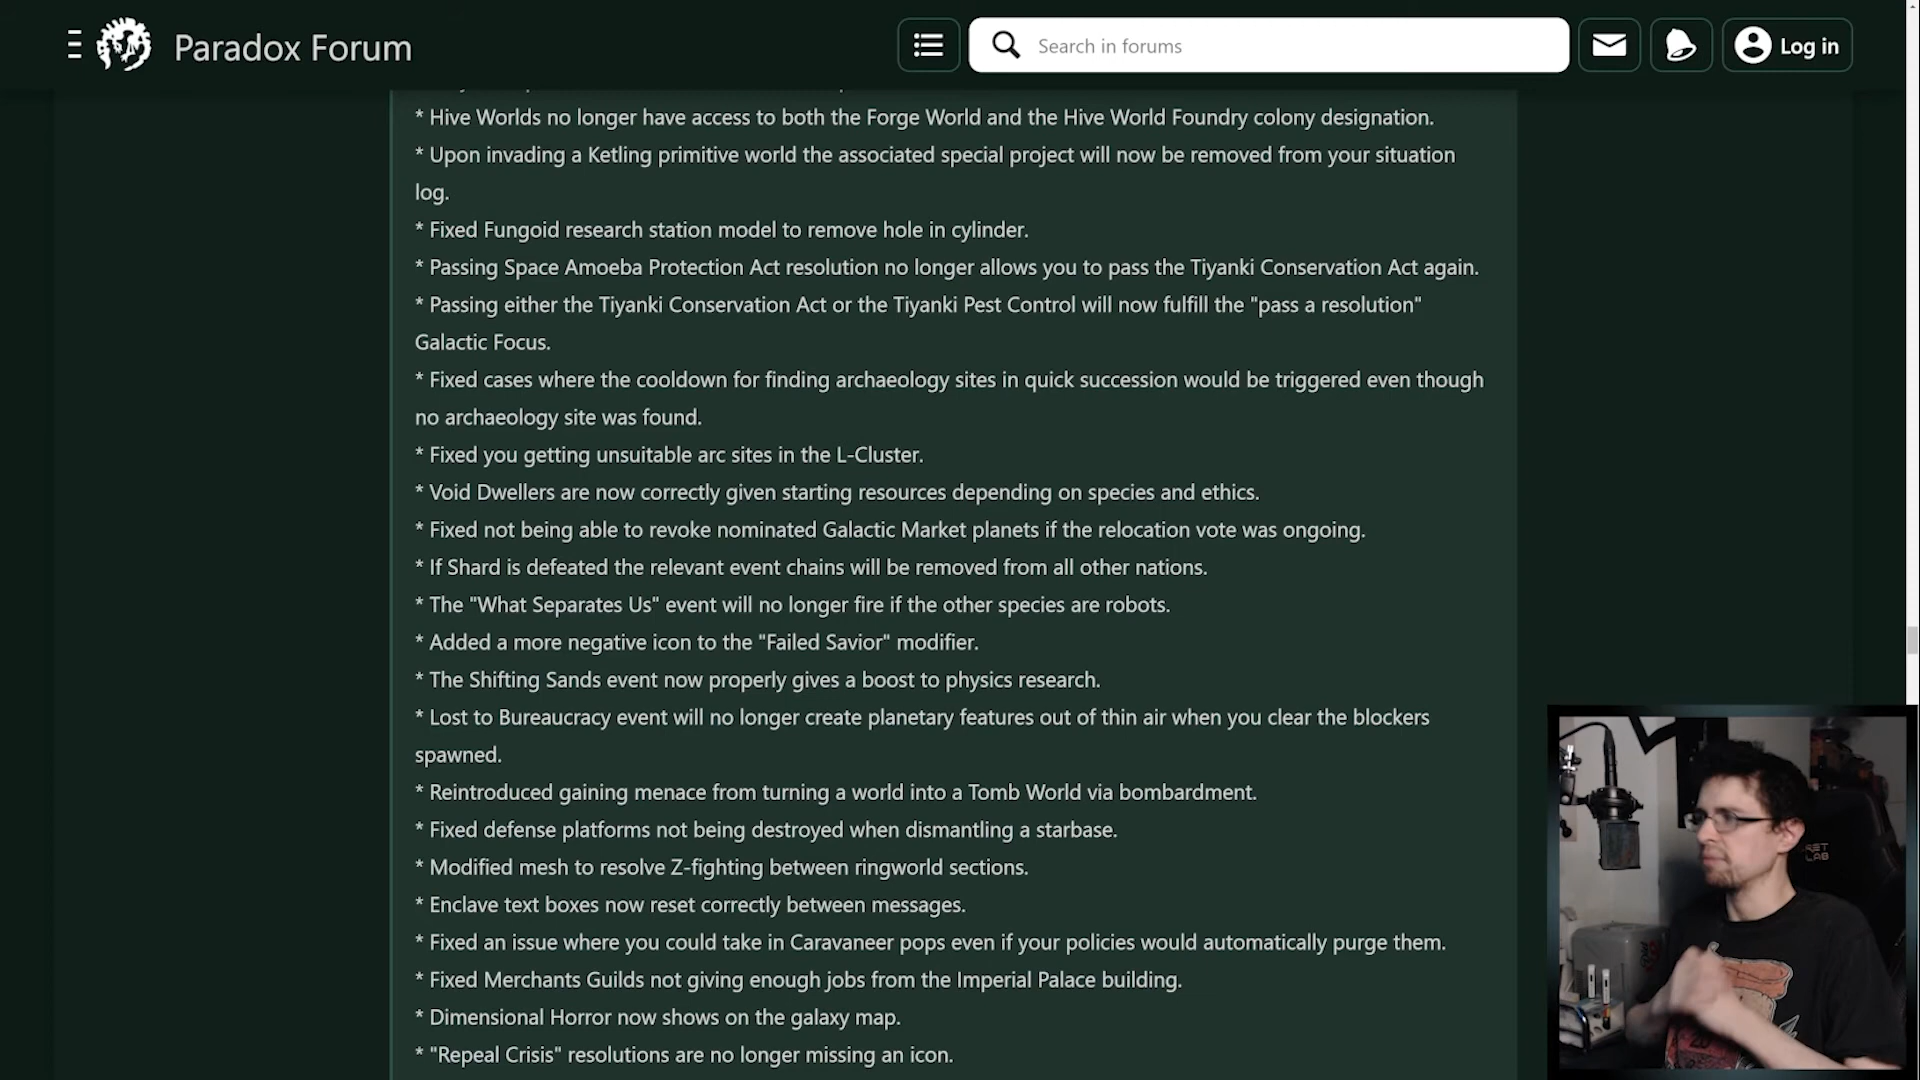 Paradox Forum
Search in forums
Log in
* Hive Worlds no longer have access to both the Forge World and the Hive World Foundry colony designation.
* Upon invading a Ketling primitive world the associated special project will now be removed from your situation
log.
* Fixed Fungoid research station model to remove hole in cylinder.
* Passing Space Amoeba Protection Act resolution no longer allows you to pass the Tiyanki Conservation Act again.
* Passing either the Tiyanki Conservation Act or the Tiyanki Pest Control will now fulfill the "pass a resolution"
Galactic Focus.
* Fixed cases where the cooldown for finding archaeology sites in quick succession would be triggered even though
no archaeology site was found.
* Fixed you getting unsuitable arc sites in the L-Cluster.
* Void Dwellers are now correctly given starting resources depending on species and ethics.
* Fixed not being able to revoke nominated Galactic Market planets if the relocation vote was ongoing.
* If Shard is defeated the relevant event chains will be removed from all other nations.
* The "What Separates Us" event will no longer fire if the other species are robots.
* Added a more negative icon to the "Failed Savior" modifier.
* The Shifting Sands event now properly gives a boost to physics research.
* Lost to Bureaucracy event will no longer create planetary features out of thin air when you clear the blockers
spawned.
* Reintroduced gaining menace from turning a world into a Tomb World via bombardment.
* Fixed defense platforms not being destroyed when dismantling a starbase.
* Modified mesh to resolve Z-fighting between ringworld sections.
* Enclave text boxes now reset correctly between messages.
* Fixed an issue where you could take in Caravaneer pops even if your policies would automatically purge them.
* Fixed Merchants Guilds not giving enough jobs from the Imperial Palace building.
* Dimensional Horror now shows on the galaxy map.
* "Repeal Crisis" resolutions are no longer missing an icon.